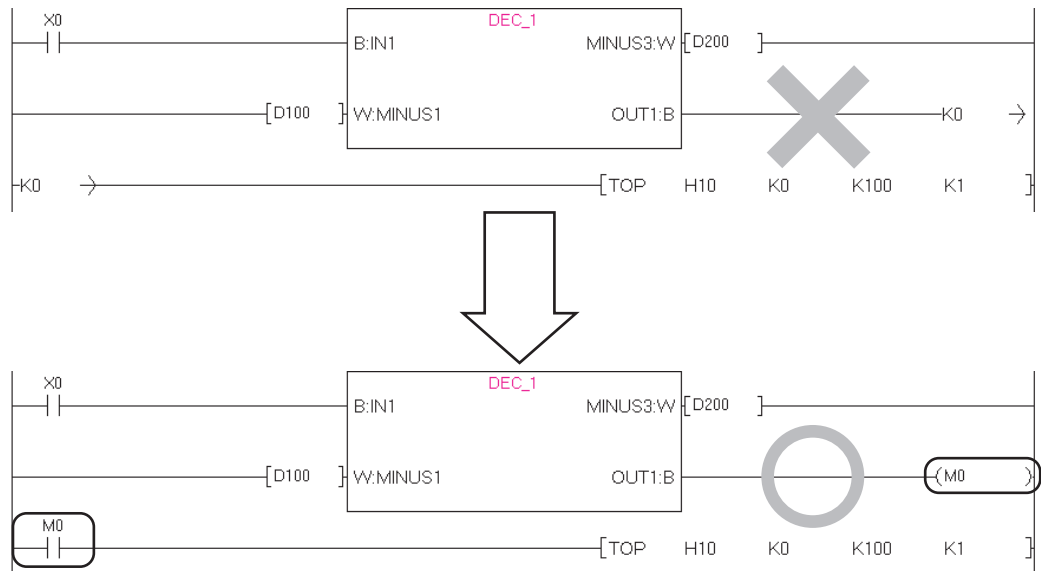 X0 DEC_1
B:IN1 MINUS3:W [D200 ]
[D100 ] W:MINUS1 OUT1:B K0
K0 [TOP H10 K0 K100 K1 ]
X0 DEC_1
B:IN1 MINUS3:W [D200 ]
[D100 ] W:MINUS1 OUT1:B (M0 )
M0
[TOP H10 K0 K100 K1 ]